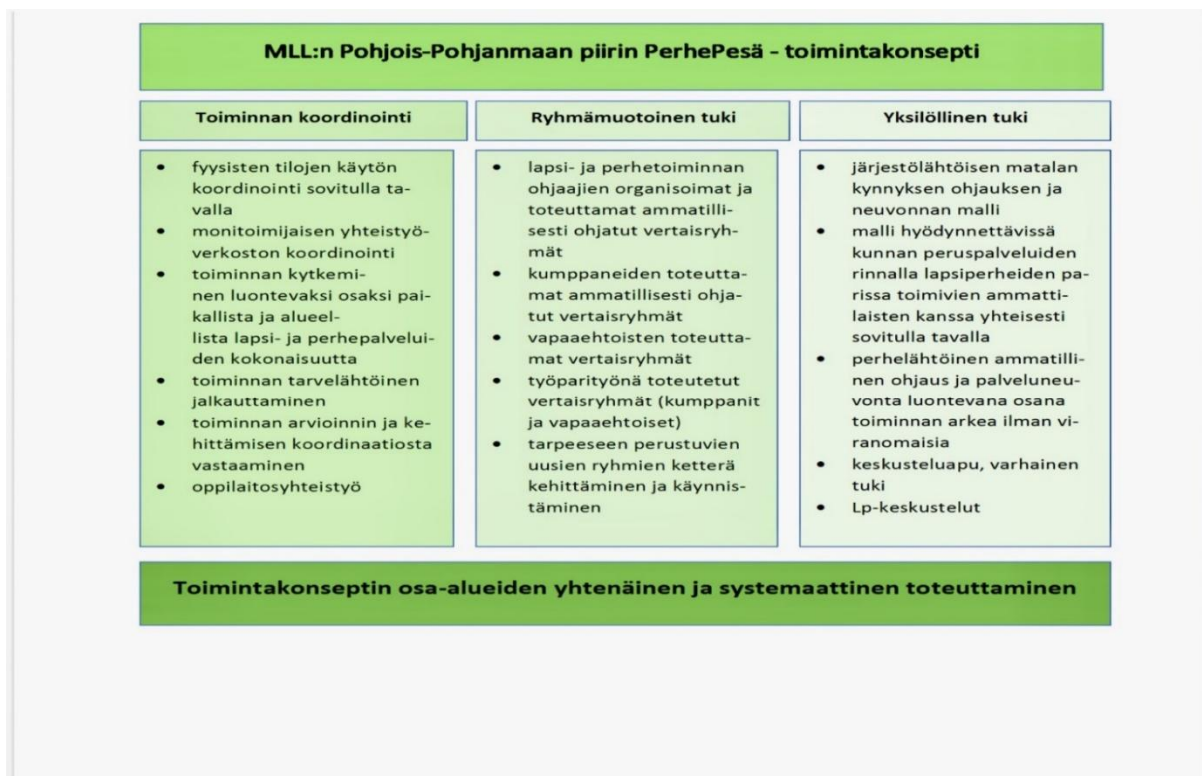 MLL:n Pohjois-Pohjanmaan piirin PerhePesä - toimintakonsepti
Toiminnan koordinointi
• fyysisten tilojen käytön
koordinointi sovitulla ta-
valla
• monitoimijaisen yhteistyö-
verkoston koordinointi
• toiminnan kytkemi-
nen luontevaksi osaksi pai-
kallista ja alueel-
lista lapsi- ja perhepalvelui-
den kokonaisuutta
• toiminnan tarvelähtöinen
jalkauttaminen
• toiminnan arvioinnin ja ke-
hittämisen koordinaatiosta
vastaaminen
• oppilaitosyhteistyö
Ryhmämuotoinen tuki
• lapsi- ja perhetoiminnan
ohjaajien organisoimat ja
toteuttamat ammatilli-
sesti ohjatut vertaisryh-
mät
• kumppaneiden toteutta-
mat ammatillisesti ohja-
tut vertaisryhmät
• vapaaehtoisten toteutta-
mat vertaisryhmät
• työparityönä toteutetut
vertaisryhmät (kumppanit
ja vapaaehtoiset)
• tarpeeseen perustuvien
uusien ryhmien ketterä
kehittäminen ja käynnis-
täminen
Yksilöllinen tuki
• järjestölähtöisen matalan
kynnyksen ohjauksen ja
neuvonnan malli
• malli hyödynnettävissä
kunnan peruspalveluiden
rinnalla lapsiperheiden pa-
rissa toimivien ammatti-
laisten kanssa yhteisesti
sovitulla tavalla
• perhelähtöinen ammatilli-
nen ohjaus ja palveluneu-
vonta luontevana osana
toiminnan arkea ilman vi-
ranomaisia
• keskusteluapu, varhainen
tuki
• Lp-keskustelut
Toimintakonseptin osa-alueiden yhtenäinen ja systemaattinen toteuttaminen